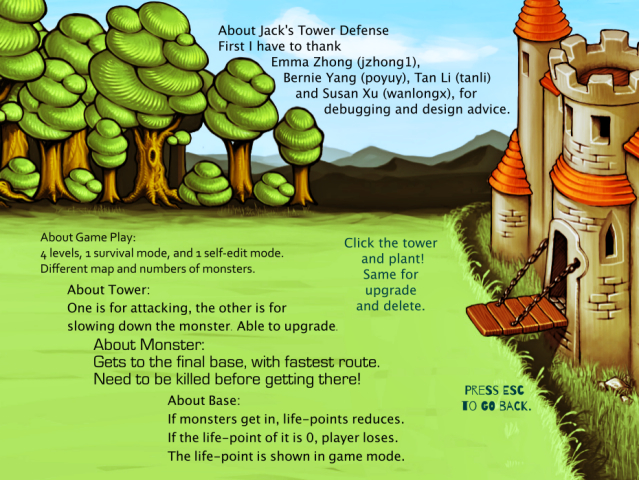 About Jack's Tower Defense
First I have to thank
Emma Zhong (jzhong1),
Bernie Yang (poyuy), Tan Li (tanli)
and Susan Xu (wanlongx), for
debugging and design advice.
About Game Play:
4 levels, 1 survival mode, and 1 self-edit mode.
Different map and numbers of monsters.
Click the tower
and plant!
Same for
upgrade
and delete.
About Tower:
One is for attacking, the other is for
slowing down the monster. Able to upgrade.
About Monster:
Gets to the final base, with fastest route.
Need to be killed before getting there!
About Base:
If monsters get in, life-points reduces.
If the life-point of it is 0, player loses.
The life-point is shown in game mode.
PRESS ESC
TO GO BACK.